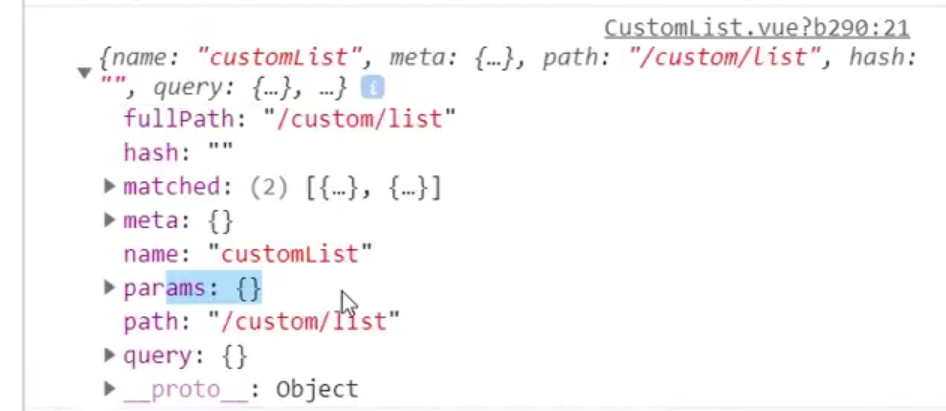 CustomList.vue?b290:21
{name: "customList", meta: {…}, path: "/custom/list", hash:
"", query: {…}, …} i
fullPath: "/custom/list"
hash: ""
matched: (2) [{…}, {…}]
meta: {}
name: "customList"
params: {}
path: "/custom/list"
query: {}
__proto__: Object